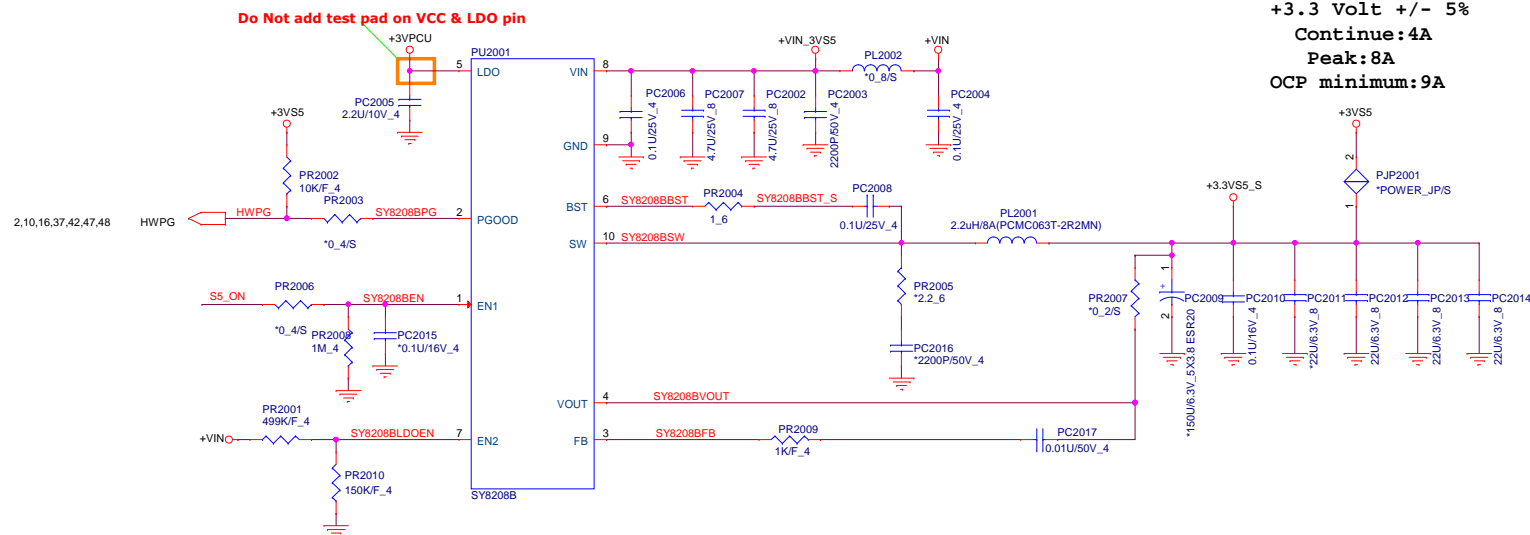 Do Not add test pad on VCC & LDO pin
+3.3 Volt +/- 5%
Continue:4A
Peak:8A
OCP minimum:9A
+3VPCU
+VIN_3VS5
+VIN
PU2001
PL2002
*0_8/S
5
LDO
VIN
8
PC2005
2.2U/10V_4
PC2006
0.1U/25V_4
PC2007
4.7U/25V_8
PC2002
4.7U/25V_8
PC2003
2200P/50V_4
PC2004
0.1U/25V_4
+3VS5
+3VS5
GND
9
PR2002
10K/F_4
2
PJP2001
*POWER_JP/S
1
PR2003
*0_4/S
2,10,16,37,42,47,48
HWPG
HWPG
SY8208BPG
2
PGOOD
BST
6
SY8208BBST
PR2004
1_6
SY8208BBST_S
PC2008
0.1U/25V_4
+3.3VS5_S
SW
10
SY8208BSW
PL2001
2.2uH/8A(PCMC063T-2R2MN)
PR2005
*2.2_6
PC2016
*2200P/50V_4
PR2007
*0_2/S
+
1
2
PC2009
*150U/6.3V_5X3.8 ESR20
PC2010
0.1U/16V_4
PC2011
*22U/6.3V_8
PC2012
22U/6.3V_8
PC2013
22U/6.3V_8
PC2014
22U/6.3V_8
S5_ON
PR2006
*0_4/S
SY8208BEN
1
EN1
PR2008
1M_4
PC2015
*0.1U/16V_4
VOUT
4
SY8208BVOUT
+VIN
PR2001
499K/F_4
SY8208BLDOEN
7
EN2
FB
3
SY8208BFB
PR2009
1K/F_4
PC2017
0.01U/50V_4
PR2010
150K/F_4
SY8208B